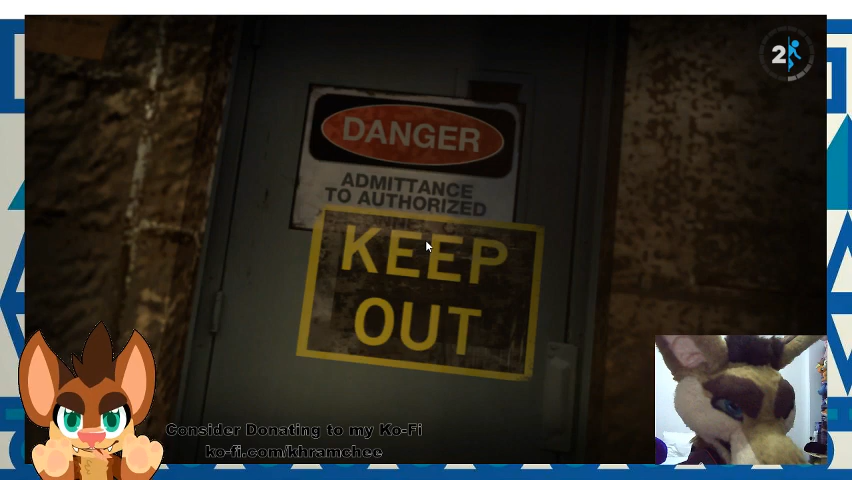 2
DANGER
ADMITTANCE
TO AUTHORIZED
KEEP
OUT
Consider Donating to my Ko-Fi
ko-fi.com/khramchee